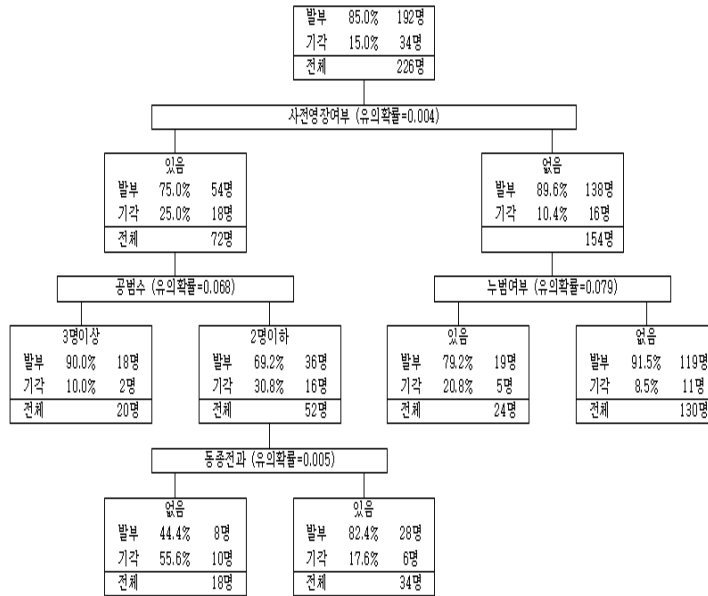 발부 85.0% 192명
기각 15.0% 34명
전체 226명
사전영장여부 (유의확률=0.004)
있음
발부 75.0% 54명
기각 25.0% 18명
전체 72명
없음
발부 89.6% 138명
기각 10.4% 16명
154명
공범수 (유의확률=0.068)
누범여부 (유의확률=0.079)
3명이상
발부 90.0% 18명
기각 10.0% 2명
전체 20명
2명이하
발부 69.2% 36명
기각 30.8% 16명
전체 52명
있음
발부 79.2% 19명
기각 20.8% 5명
전체 24명
없음
발부 91.5% 119명
기각 8.5% 11명
전체 130명
동종전과 (유의확률=0.005)
없음
발부 44.4% 8명
기각 55.6% 10명
전체 18명
있음
발부 82.4% 28명
기각 17.6% 6명
전체 34명